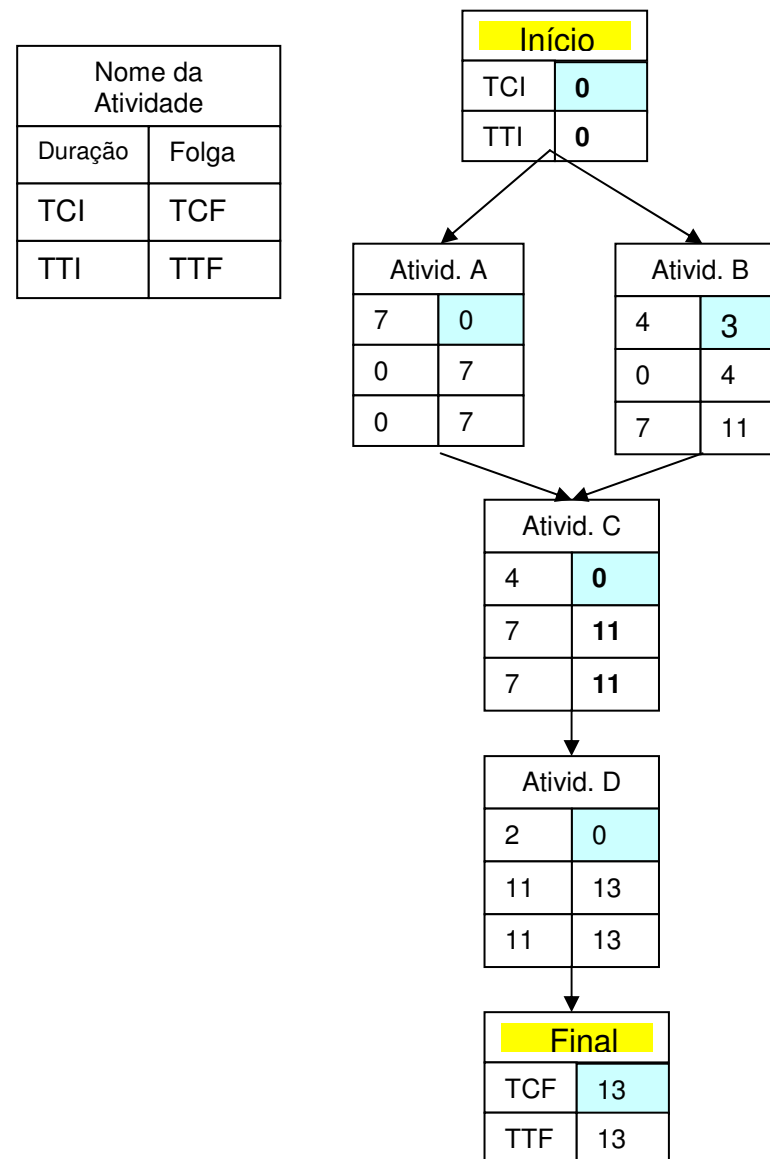 Nome da
Atividade
Duração Folga
TCI TCF
TTI TTF
Início
TCI 0
TTI 0
Ativid. A
7 0
0 7
0 7
Ativid. B
4 3
0 4
7 11
Ativid. C
4 0
7 11
7 11
Ativid. D
2 0
11 13
11 13
Final
TCF 13
TTF 13